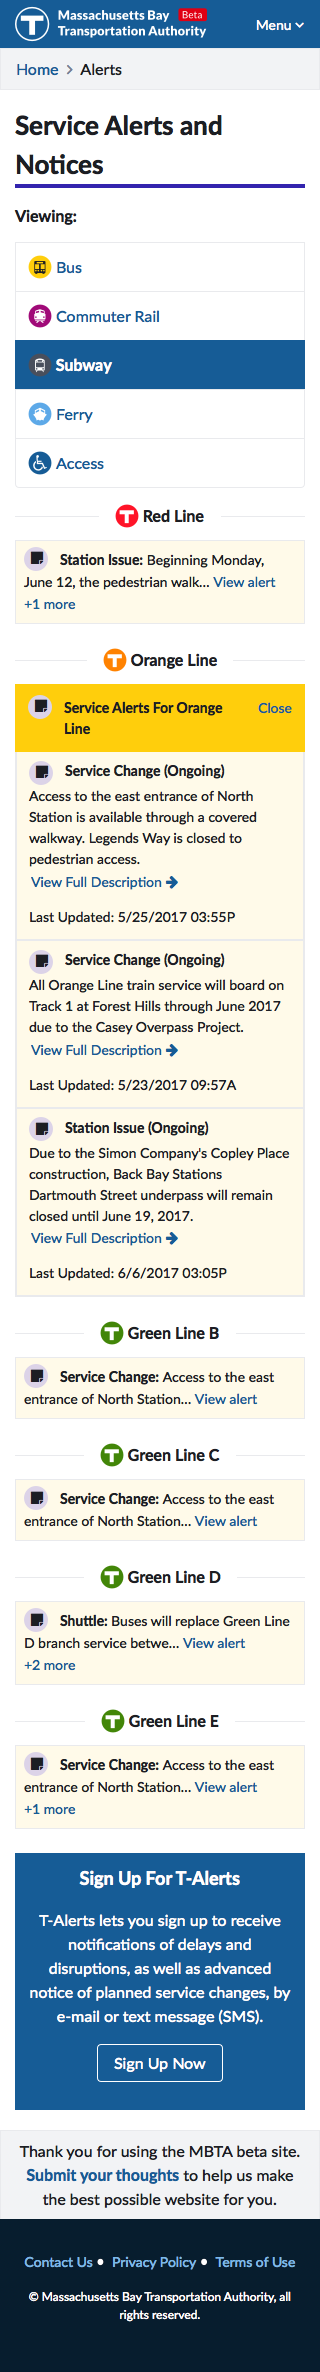 Massachusetts Bay Beta
Transportation Authority
Menu
Home > Alerts
Service Alerts and
Notices
Viewing:
Bus
Commuter Rail
Subway
Ferry
Access
T Red Line
Station Issue: Beginning Monday,
June 12, the pedestrian walk... View alert
+1 more
T Orange Line
Service Alerts For Orange
Line
Close
Service Change (Ongoing)
Access to the east entrance of North
Station is available through a covered
walkway. Legends Way is closed to
pedestrian access.
View Full Description →
Last Updated: 5/25/2017 03:55P
Service Change (Ongoing)
All Orange Line train service will board on
Track 1 at Forest Hills through June 2017
due to the Casey Overpass Project.
View Full Description →
Last Updated: 5/23/2017 09:57A
Station Issue (Ongoing)
Due to the Simon Company's Copley Place
construction, Back Bay Stations
Dartmouth Street underpass will remain
closed until June 19, 2017.
View Full Description →
Last Updated: 6/6/2017 03:05P
T Green Line B
Service Change: Access to the east
entrance of North Station... View alert
T Green Line C
Service Change: Access to the east
entrance of North Station... View alert
T Green Line D
Shuttle: Buses will replace Green Line
D branch service betwe... View alert
+2 more
T Green Line E
Service Change: Access to the east
entrance of North Station... View alert
+1 more
Sign Up For T-Alerts
T-Alerts lets you sign up to receive
notifications of delays and
disruptions, as well as advanced
notice of planned service changes, by
e-mail or text message (SMS).
Sign Up Now
Thank you for using the MBTA beta site.
Submit your thoughts to help us make
the best possible website for you.
Contact Us • Privacy Policy • Terms of Use
© Massachusetts Bay Transportation Authority, all
rights reserved.